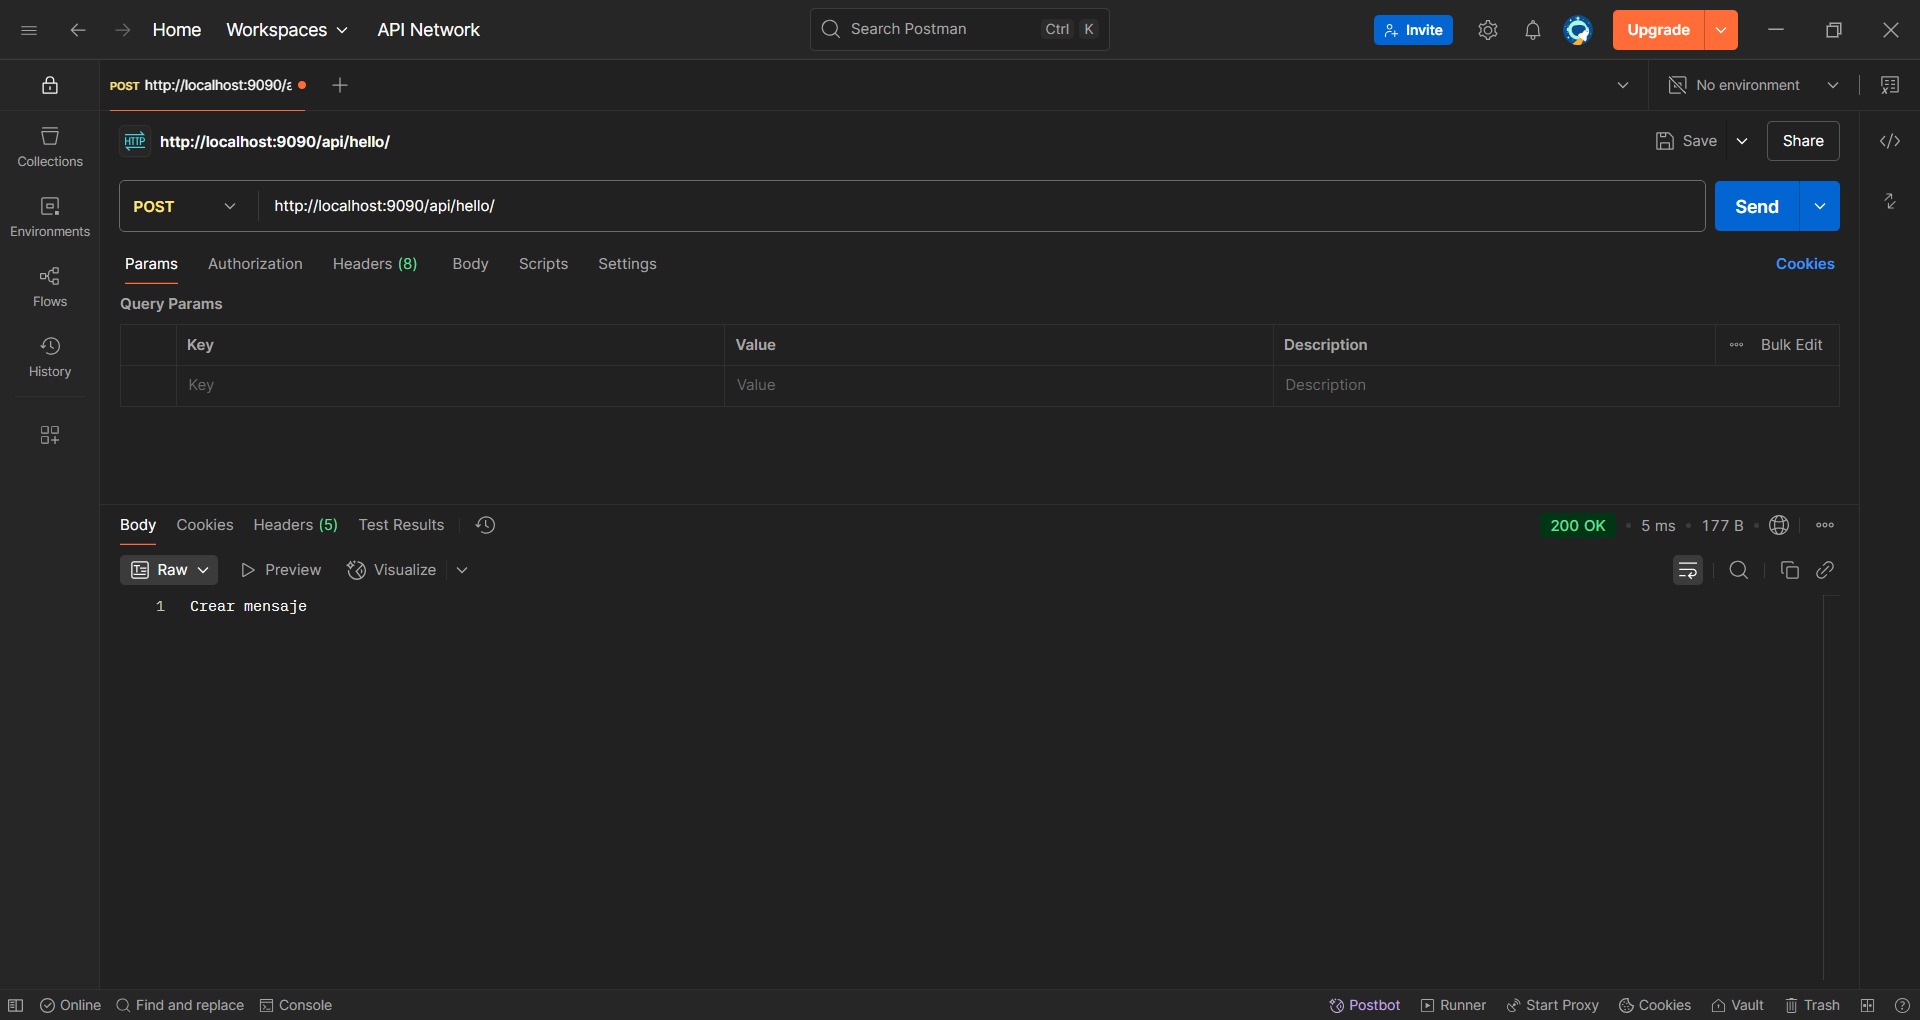 Home Workspaces API Network Search Postman Ctrl K Invite Upgrade
POST http://localhost:9090/a No environment
HTTP http://localhost:9090/api/hello/ Save Share
Collections
POST http://localhost:9090/api/hello/ Send
Environments
Params Authorization Headers (8) Body Scripts Settings Cookies
Flows
Query Params
Key Value Description Bulk Edit
History
Key Value Description
Body Cookies Headers (5) Test Results 200 OK 5 ms 177 B
Raw Preview Visualize
1 Crear mensaje
Online Find and replace Console Postbot Runner Start Proxy Cookies Vault Trash